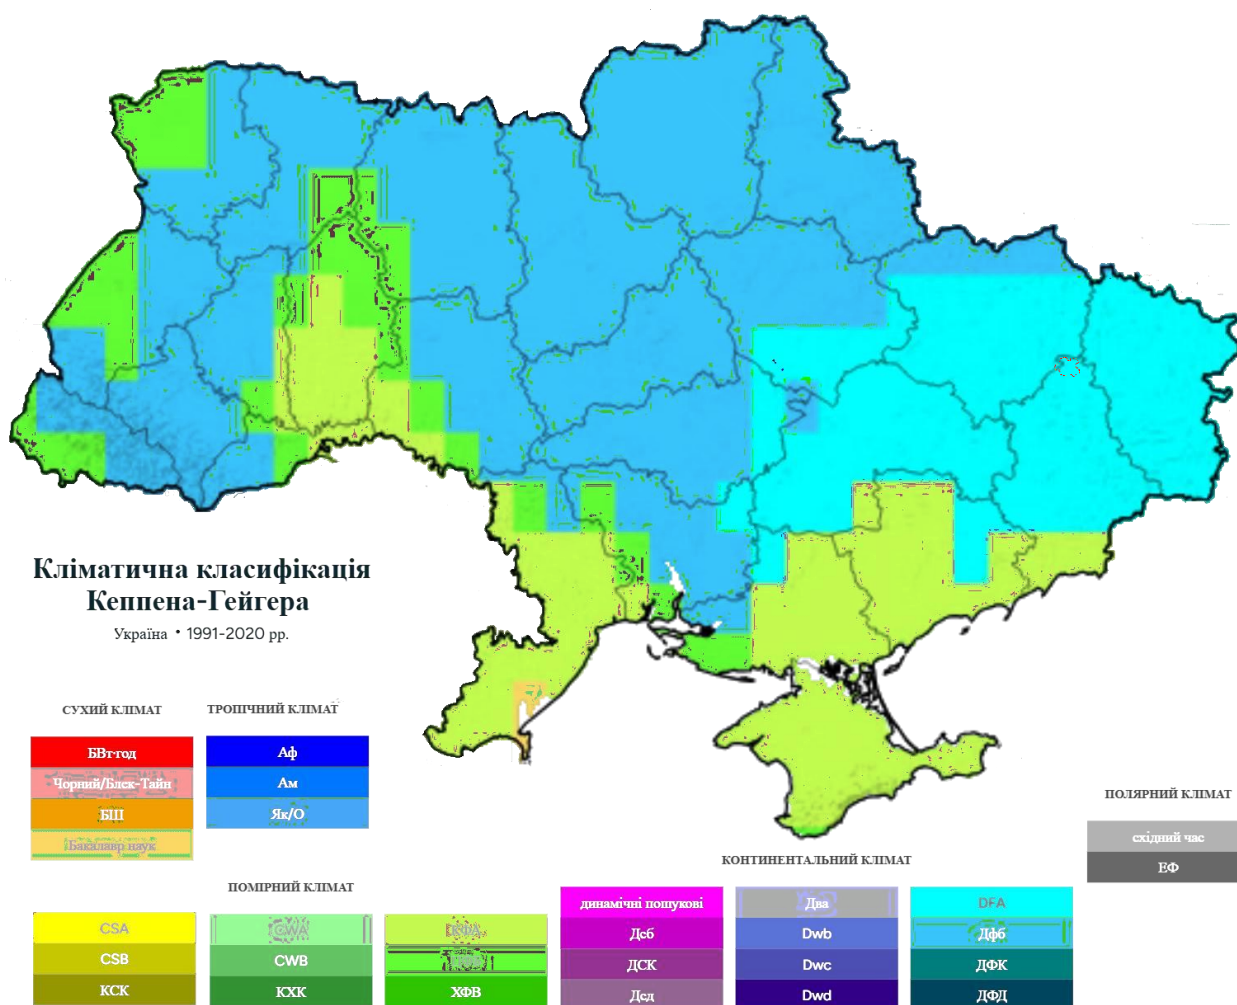 Кліматична класифікація
Кеппена-Гейгера
Україна • 1991-2020 рр.
СУХИЙ КЛІМАТ
БВт-год
Чорний/Блек-Тайн
БШ
Бакалавр наук
ТРОПІЧНИЙ КЛІМАТ
Аф
Ам
Як/О
ПОМІРНИЙ КЛІМАТ
CSA
CSB
КСК
CWA
CWB
КХК
ХФВ
КОНТИНЕНТАЛЬНИЙ КЛІМАТ
динамічні пошукові
Дсб
ДСК
Дсд
Два
Dwb
Dwc
Dwd
DFA
Дфб
ДФК
ДФД
ПОЛЯРНИЙ КЛІМАТ
східний час
ЕФ